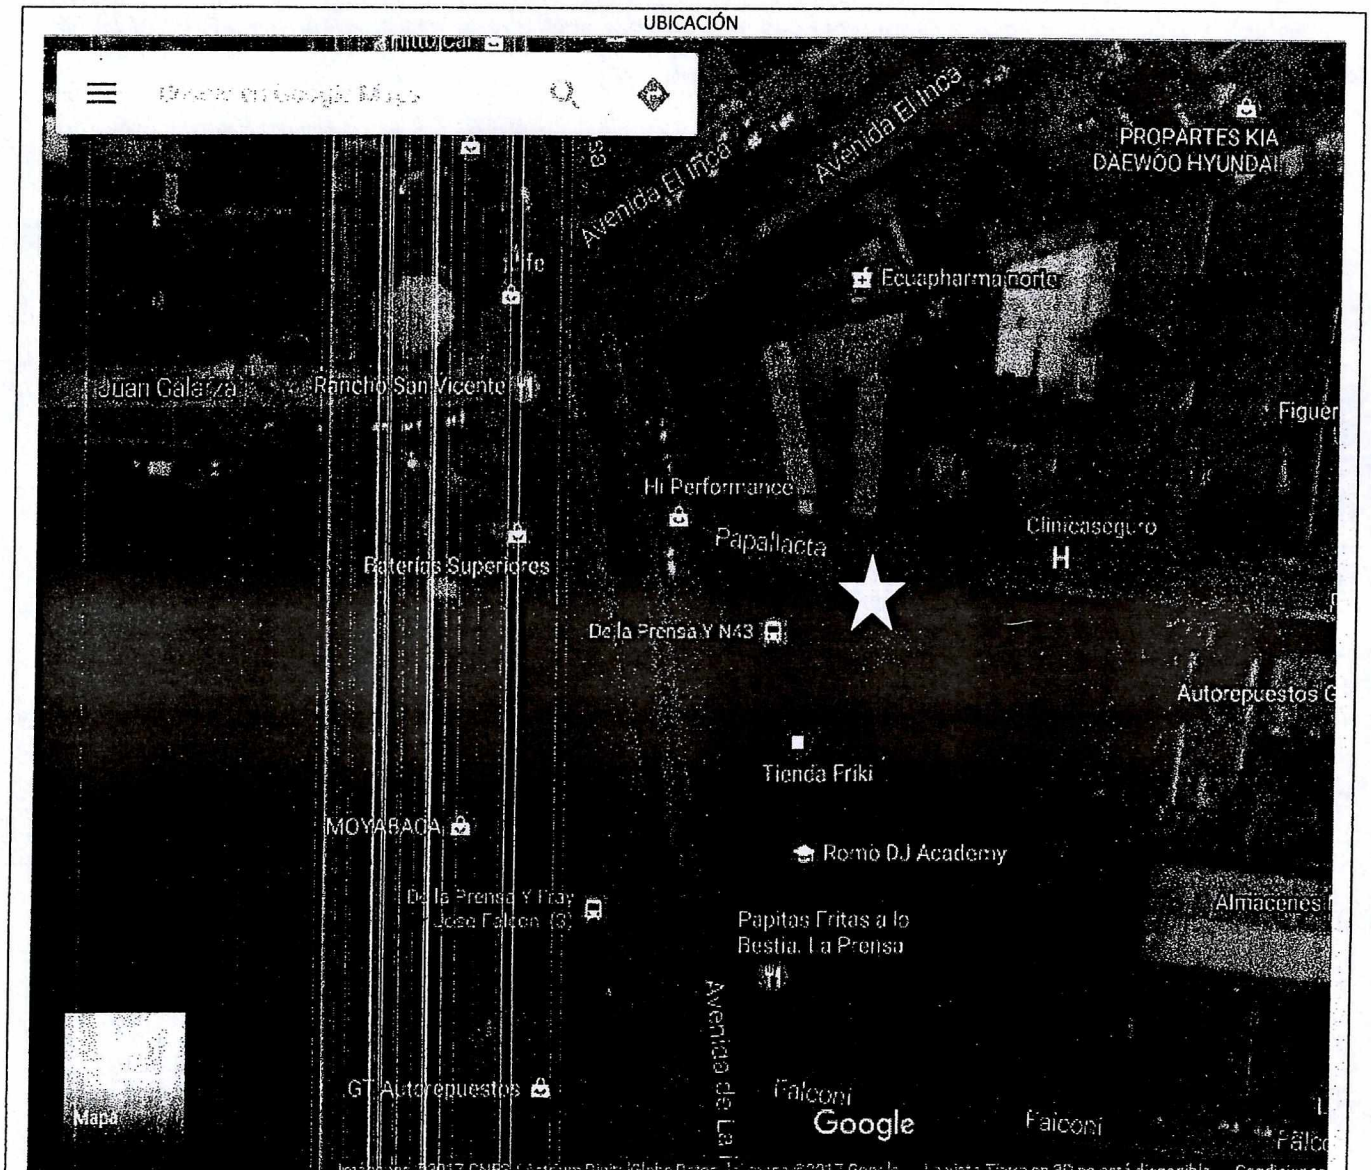 UBICACIÓN
Avenida El Inca
Avenida El Inca
PROPARTES KIA
DAEWOO HYUNDAI
Ecuapharma norte
Juan Galarza
Rancho San Vicente
Hi Performance
Papallacta
Clinicaseguro
H
Baterías Superiores
De la Prensa Y N43
Tienda Friki
MOYABACA
Romo DJ Academy
De la Prensa Y Fray
Jose Falconi (3)
Papitas Fritas a lo
Bestia. La Prensa
Almacenes
Autorepuestos G
Figuer
Avenida de La
GT Autorepuestos
Mapa
Falconi
Google
Falconi